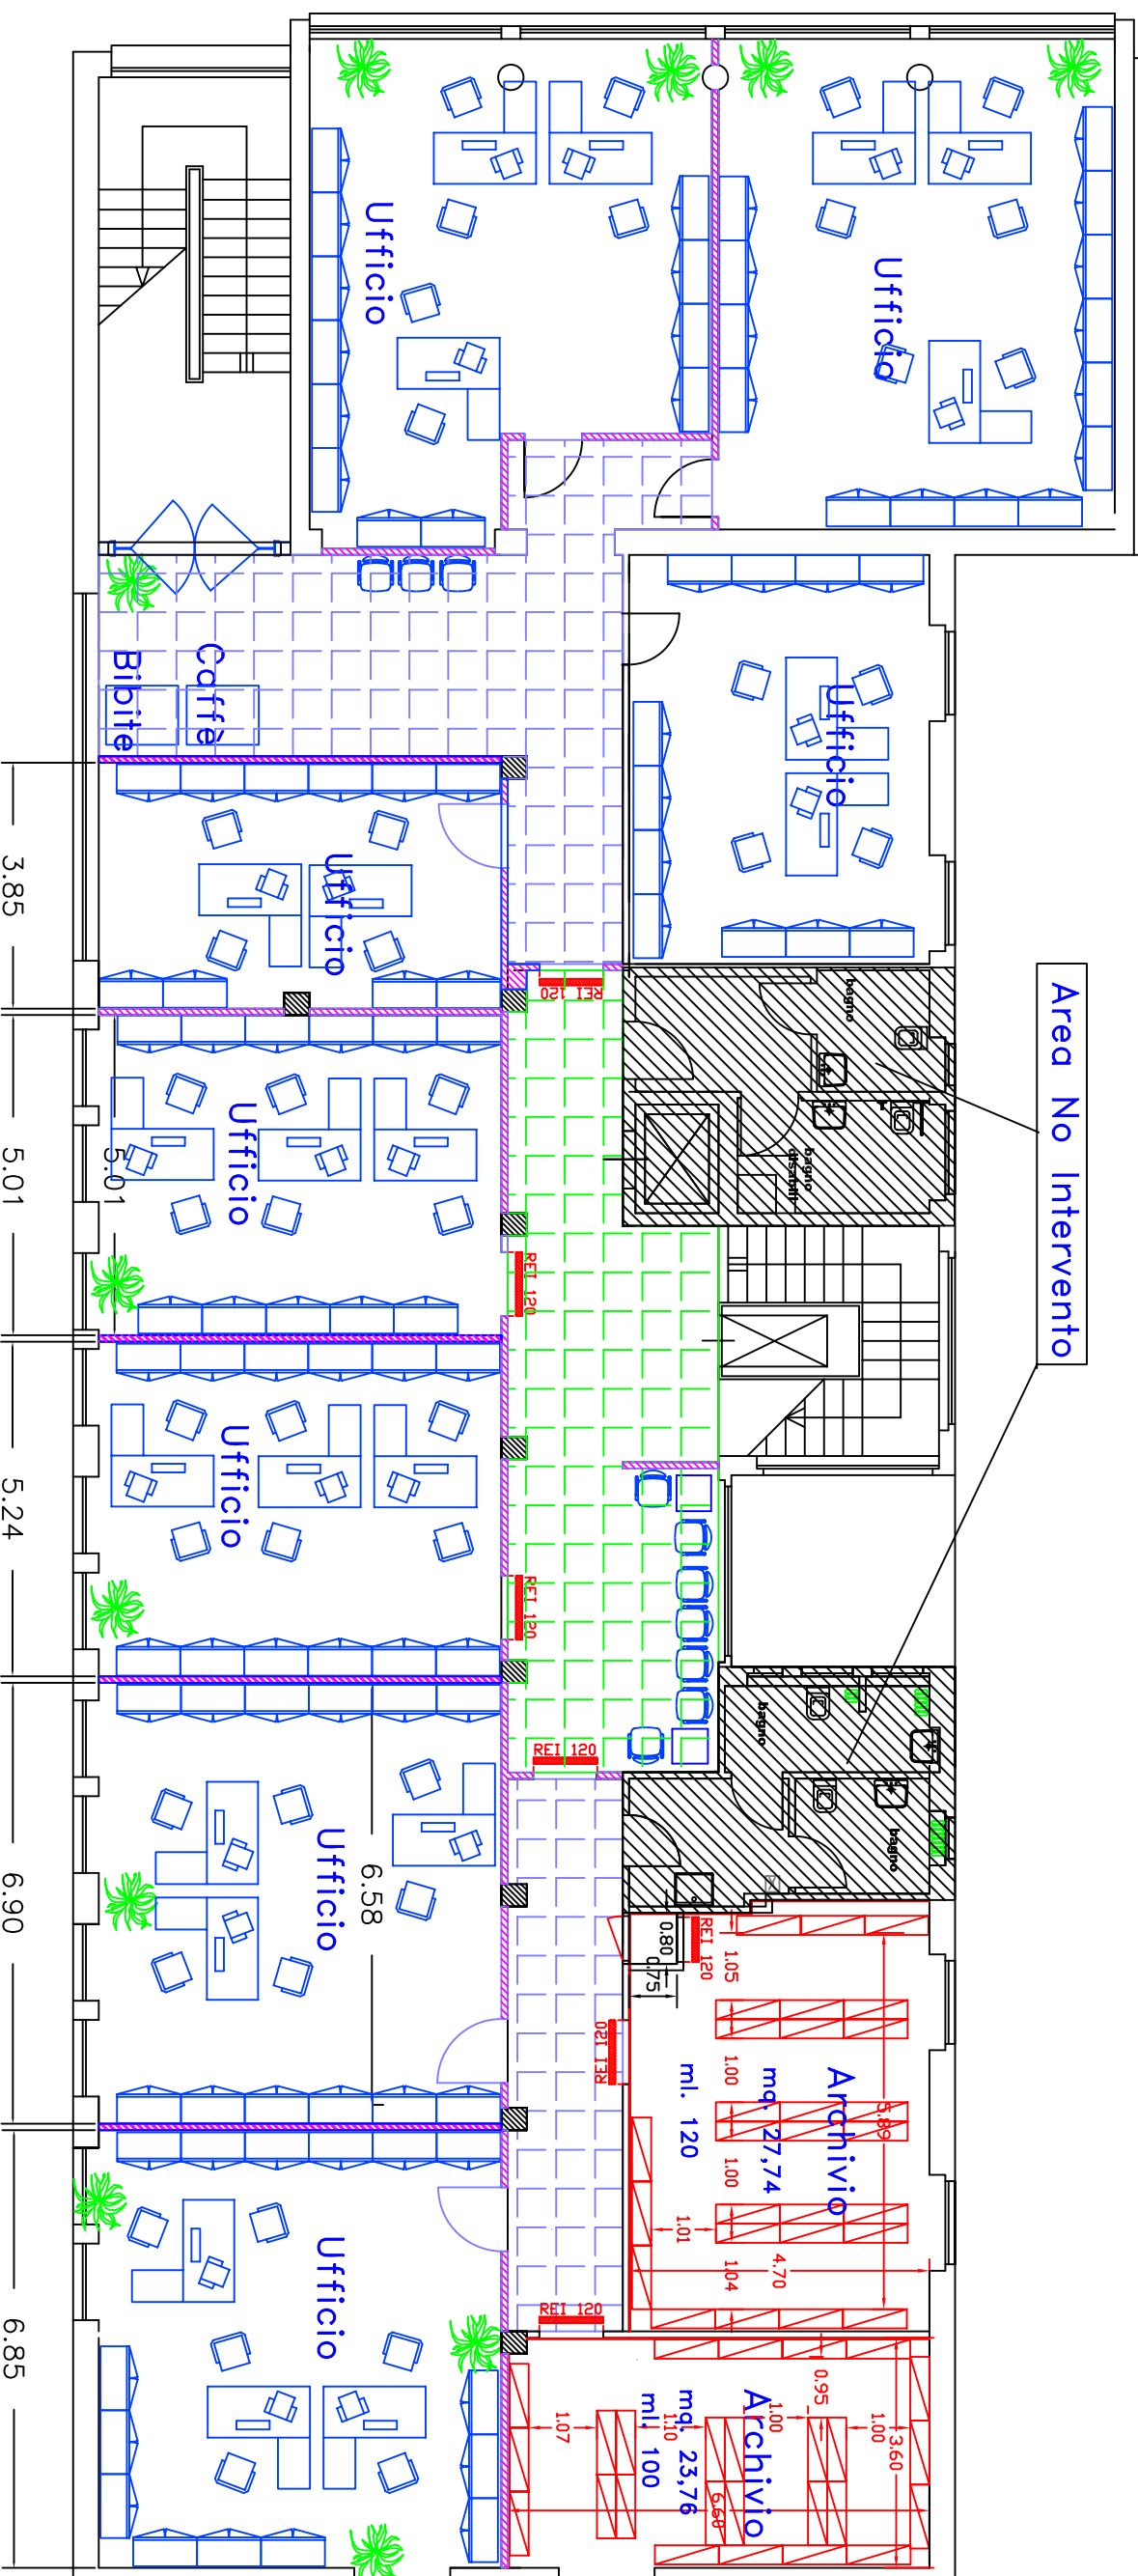 Area No Intervento
Ufficio
Ufficio
Ufficio
Ufficio
Ufficio
Ufficio
Ufficio
Ufficio
Caffè
Bibite
bagno
bagno
disabili
bagno
bagno
REI 120
REI 120
REI 120
REI 120
REI 120
REI 120
REI 120
Archivio
mq. 27,74
ml. 120
Archivio
mq. 23,76
ml. 100
0.80
0.75
1.05
1.00
1.00
5.89
1.01
1.04
4.70
0.95
1.00
1.00
3.60
1.10
1.07
6.60
5.01
6.58
3.85
5.01
5.24
6.90
6.85